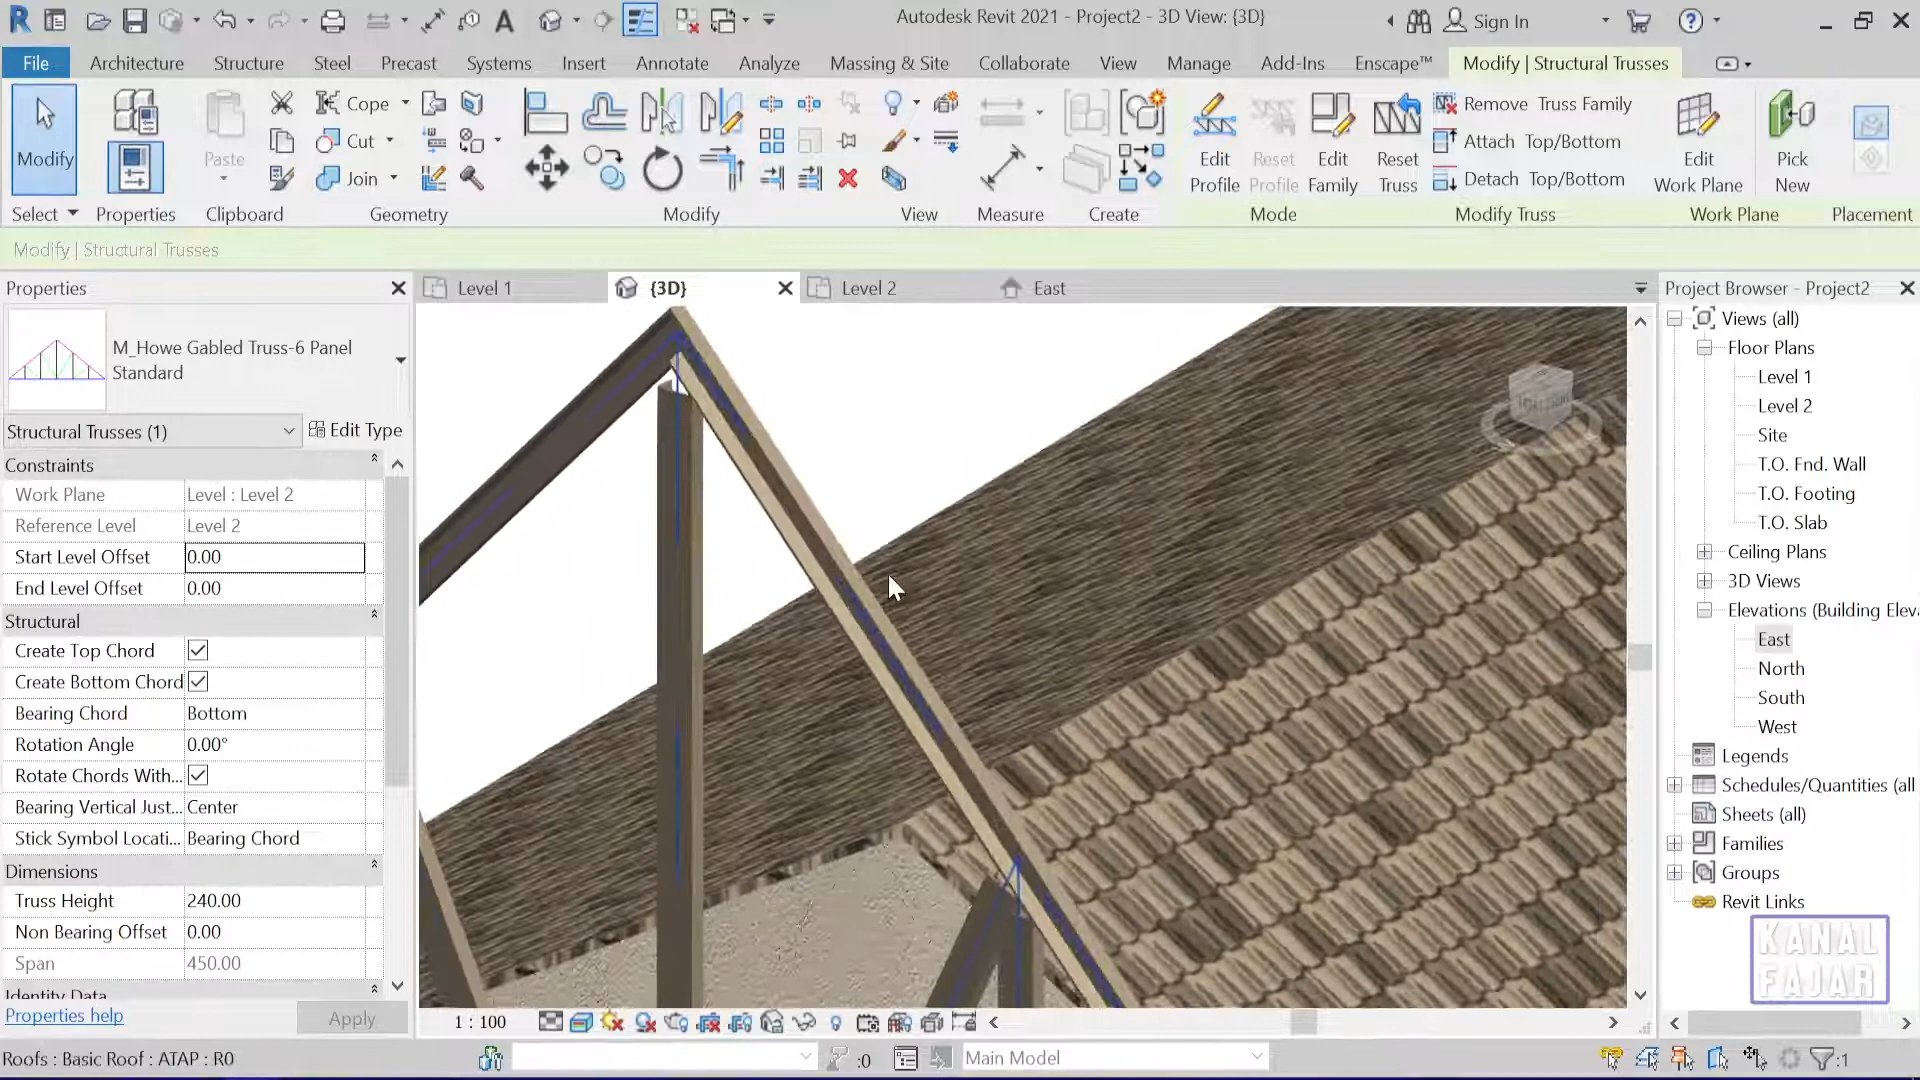 Autodesk Revit 2021 - Project2 - 3D View: {3D}
Sign In
File Architecture Structure Steel Precast Systems Insert Annotate Analyze Massing & Site Collaborate View Manage Add-Ins Enscape™ Modify | Structural Trusses
Modify
Paste
Cope
Cut
Join
Edit Profile
Reset Profile
Edit Family
Reset Truss
Remove Truss Family
Attach Top/Bottom
Detach Top/Bottom
Edit Work Plane
Pick New
Select Properties Clipboard Geometry Modify View Measure Create Mode Modify Truss Work Plane Placement
Modify | Structural Trusses
Properties
Level 1
{3D}
Level 2
East
Project Browser - Project2
M_Howe Gabled Truss-6 Panel
Standard
Structural Trusses (1)
Edit Type
Constraints
Work Plane Level : Level 2
Reference Level Level 2
Start Level Offset 0.00
End Level Offset 0.00
Structural
Create Top Chord
Create Bottom Chord
Bearing Chord Bottom
Rotation Angle 0.00°
Rotate Chords With...
Bearing Vertical Just... Center
Stick Symbol Locati... Bearing Chord
Dimensions
Truss Height 240.00
Non Bearing Offset 0.00
Span 450.00
Identity Data
Properties help
Apply
Views (all)
Floor Plans
Level 1
Level 2
Site
T.O. Fnd. Wall
T.O. Footing
T.O. Slab
Ceiling Plans
3D Views
Elevations (Building Elev
East
North
South
West
Legends
Schedules/Quantities (all
Sheets (all)
Families
Groups
Revit Links
KANAL
FAJAR
1 : 100
Roofs : Basic Roof : ATAP : R0
:0
Main Model
:1